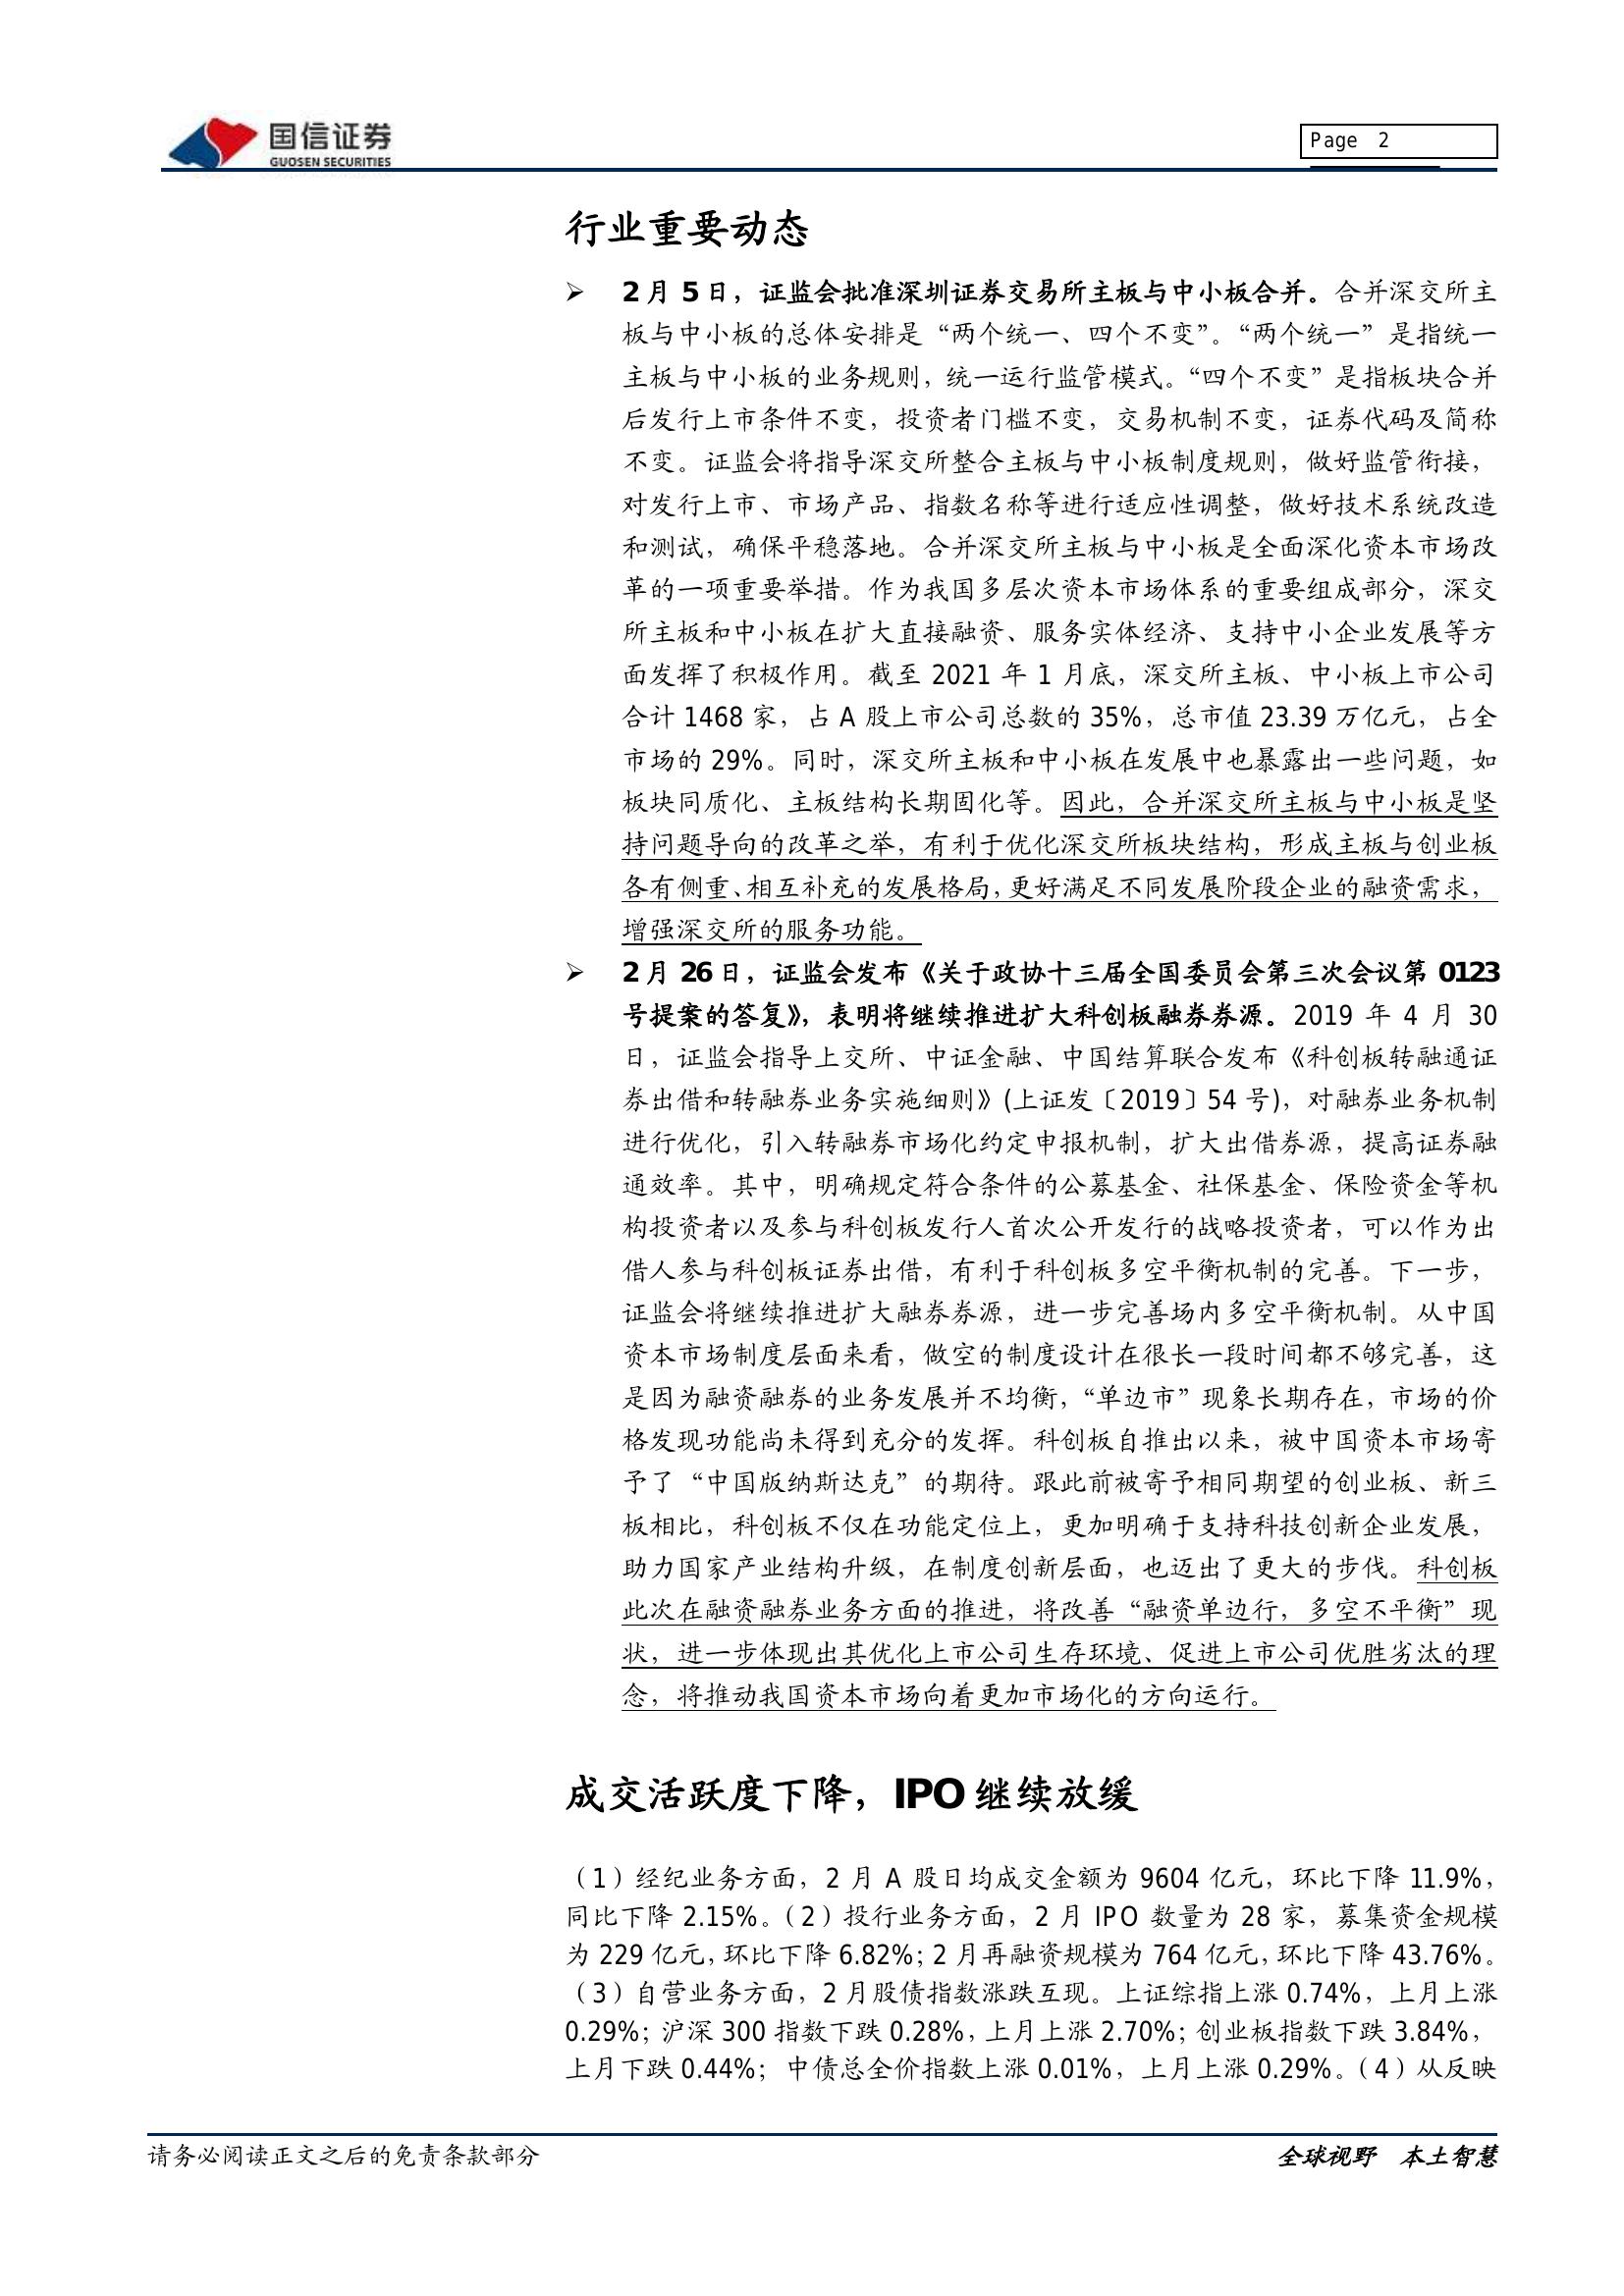 国信证券
GUOSEN SECURITIES
Page 2
行业重要动态
➢ 2 月 5 日，证监会批准深圳证券交易所主板与中小板合并。合并深交所主
板与中小板的总体安排是“两个统一、四个不变”。“两个统一”是指统一
主板与中小板的业务规则，统一运行监管模式。“四个不变”是指板块合并
后发行上市条件不变，投资者门槛不变，交易机制不变，证券代码及简称
不变。证监会将指导深交所整合主板与中小板制度规则，做好监管衔接，
对发行上市、市场产品、指数名称等进行适应性调整，做好技术系统改造
和测试，确保平稳落地。合并深交所主板与中小板是全面深化资本市场改
革的一项重要举措。作为我国多层次资本市场体系的重要组成部分，深交
所主板和中小板在扩大直接融资、服务实体经济、支持中小企业发展等方
面发挥了积极作用。截至 2021 年 1 月底，深交所主板、中小板上市公司
合计 1468 家，占 A 股上市公司总数的 35%，总市值 23.39 万亿元，占全
市场的 29%。同时，深交所主板和中小板在发展中也暴露出一些问题，如
板块同质化、主板结构长期固化等。因此，合并深交所主板与中小板是坚
持问题导向的改革之举，有利于优化深交所板块结构，形成主板与创业板
各有侧重、相互补充的发展格局，更好满足不同发展阶段企业的融资需求，
增强深交所的服务功能。
➢ 2 月 26 日，证监会发布《关于政协十三届全国委员会第三次会议第 0123
号提案的答复》，表明将继续推进扩大科创板融券券源。2019 年 4 月 30
日，证监会指导上交所、中证金融、中国结算联合发布《科创板转融通证
券出借和转融券业务实施细则》(上证发〔2019〕54 号)，对融券业务机制
进行优化，引入转融券市场化约定申报机制，扩大出借券源，提高证券融
通效率。其中，明确规定符合条件的公募基金、社保基金、保险资金等机
构投资者以及参与科创板发行人首次公开发行的战略投资者，可以作为出
借人参与科创板证券出借，有利于科创板多空平衡机制的完善。下一步，
证监会将继续推进扩大融券券源，进一步完善场内多空平衡机制。从中国
资本市场制度层面来看，做空的制度设计在很长一段时间都不够完善，这
是因为融资融券的业务发展并不均衡，“单边市”现象长期存在，市场的价
格发现功能尚未得到充分的发挥。科创板自推出以来，被中国资本市场寄
予了“中国版纳斯达克”的期待。跟此前被寄予相同期望的创业板、新三
板相比，科创板不仅在功能定位上，更加明确于支持科技创新企业发展，
助力国家产业结构升级，在制度创新层面，也迈出了更大的步伐。科创板
此次在融资融券业务方面的推进，将改善“融资单边行，多空不平衡”现
状，进一步体现出其优化上市公司生存环境、促进上市公司优胜劣汰的理
念，将推动我国资本市场向着更加市场化的方向运行。
成交活跃度下降，IPO 继续放缓
（1）经纪业务方面，2 月 A 股日均成交金额为 9604 亿元，环比下降 11.9%，
同比下降 2.15%。（2）投行业务方面，2 月 IPO 数量为 28 家，募集资金规模
为 229 亿元，环比下降 6.82%；2 月再融资规模为 764 亿元，环比下降 43.76%。
（3）自营业务方面，2 月股债指数涨跌互现。上证综指上涨 0.74%，上月上涨
0.29%；沪深 300 指数下跌 0.28%，上月上涨 2.70%；创业板指数下跌 3.84%，
上月下跌 0.44%；中债总全价指数上涨 0.01%，上月上涨 0.29%。（4）从反映
请务必阅读正文之后的免责条款部分
全球视野 本土智慧